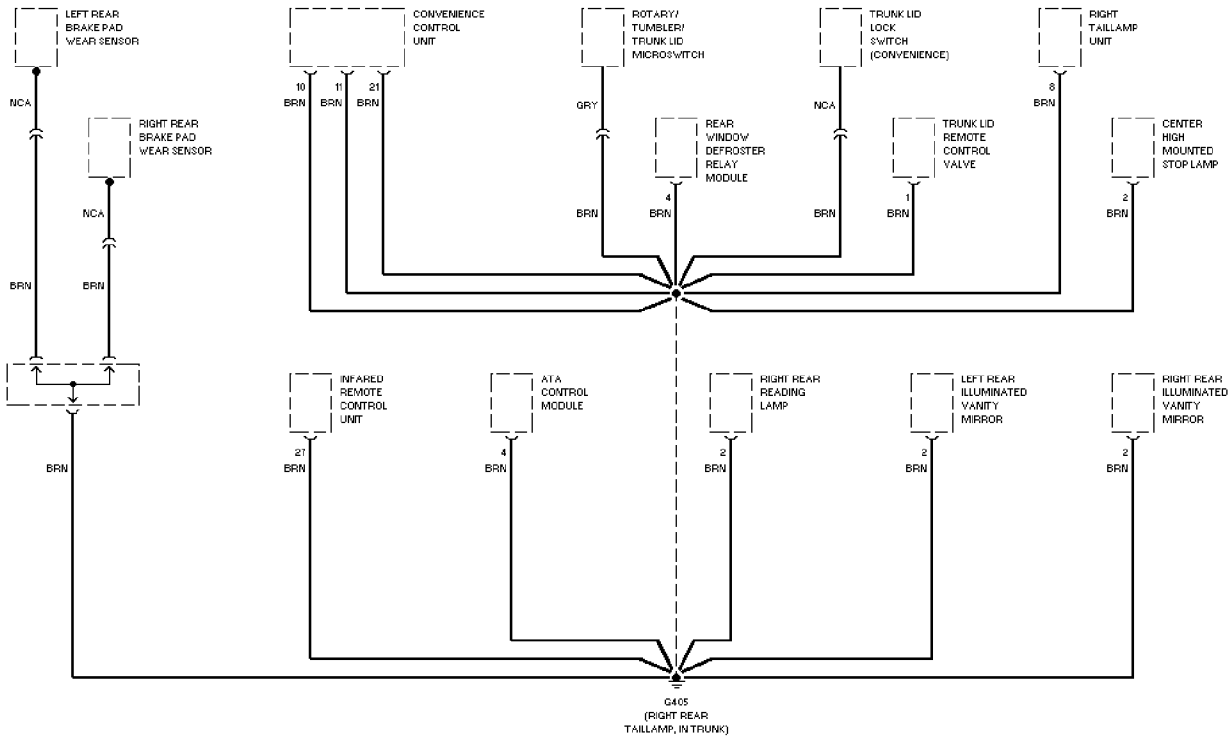 LEFT REAR
BRAKE PAD
WEAR SENSOR
CONVENIENCE
CONTROL
UNIT
ROTARY/
TUMBLER/
TRUNK LID
MICROSWITCH
TRUNK LID
LOCK
SWITCH
(CONVENIENCE)
RIGHT
TAILLAMP
UNIT
NCA
10
BRN
11
BRN
21
BRN
GRY
NCA
8
BRN
RIGHT REAR
BRAKE PAD
WEAR SENSOR
REAR
WINDOW
DEFROSTER
RELAY
MODULE
TRUNK LID
REMOTE
CONTROL
VALVE
CENTER
HIGH
MOUNTED
STOP LAMP
NCA
BRN
4
BRN
BRN
1
BRN
2
BRN
BRN
BRN
INFARED
REMOTE
CONTROL
UNIT
ATA
CONTROL
MODULE
RIGHT REAR
READING
LAMP
LEFT REAR
ILLUMINATED
VANITY
MIRROR
RIGHT REAR
ILLUMINATED
VANITY
MIRROR
BRN
27
BRN
4
BRN
2
BRN
2
BRN
2
BRN
G405
(RIGHT REAR
TAILLAMP, IN TRUNK)